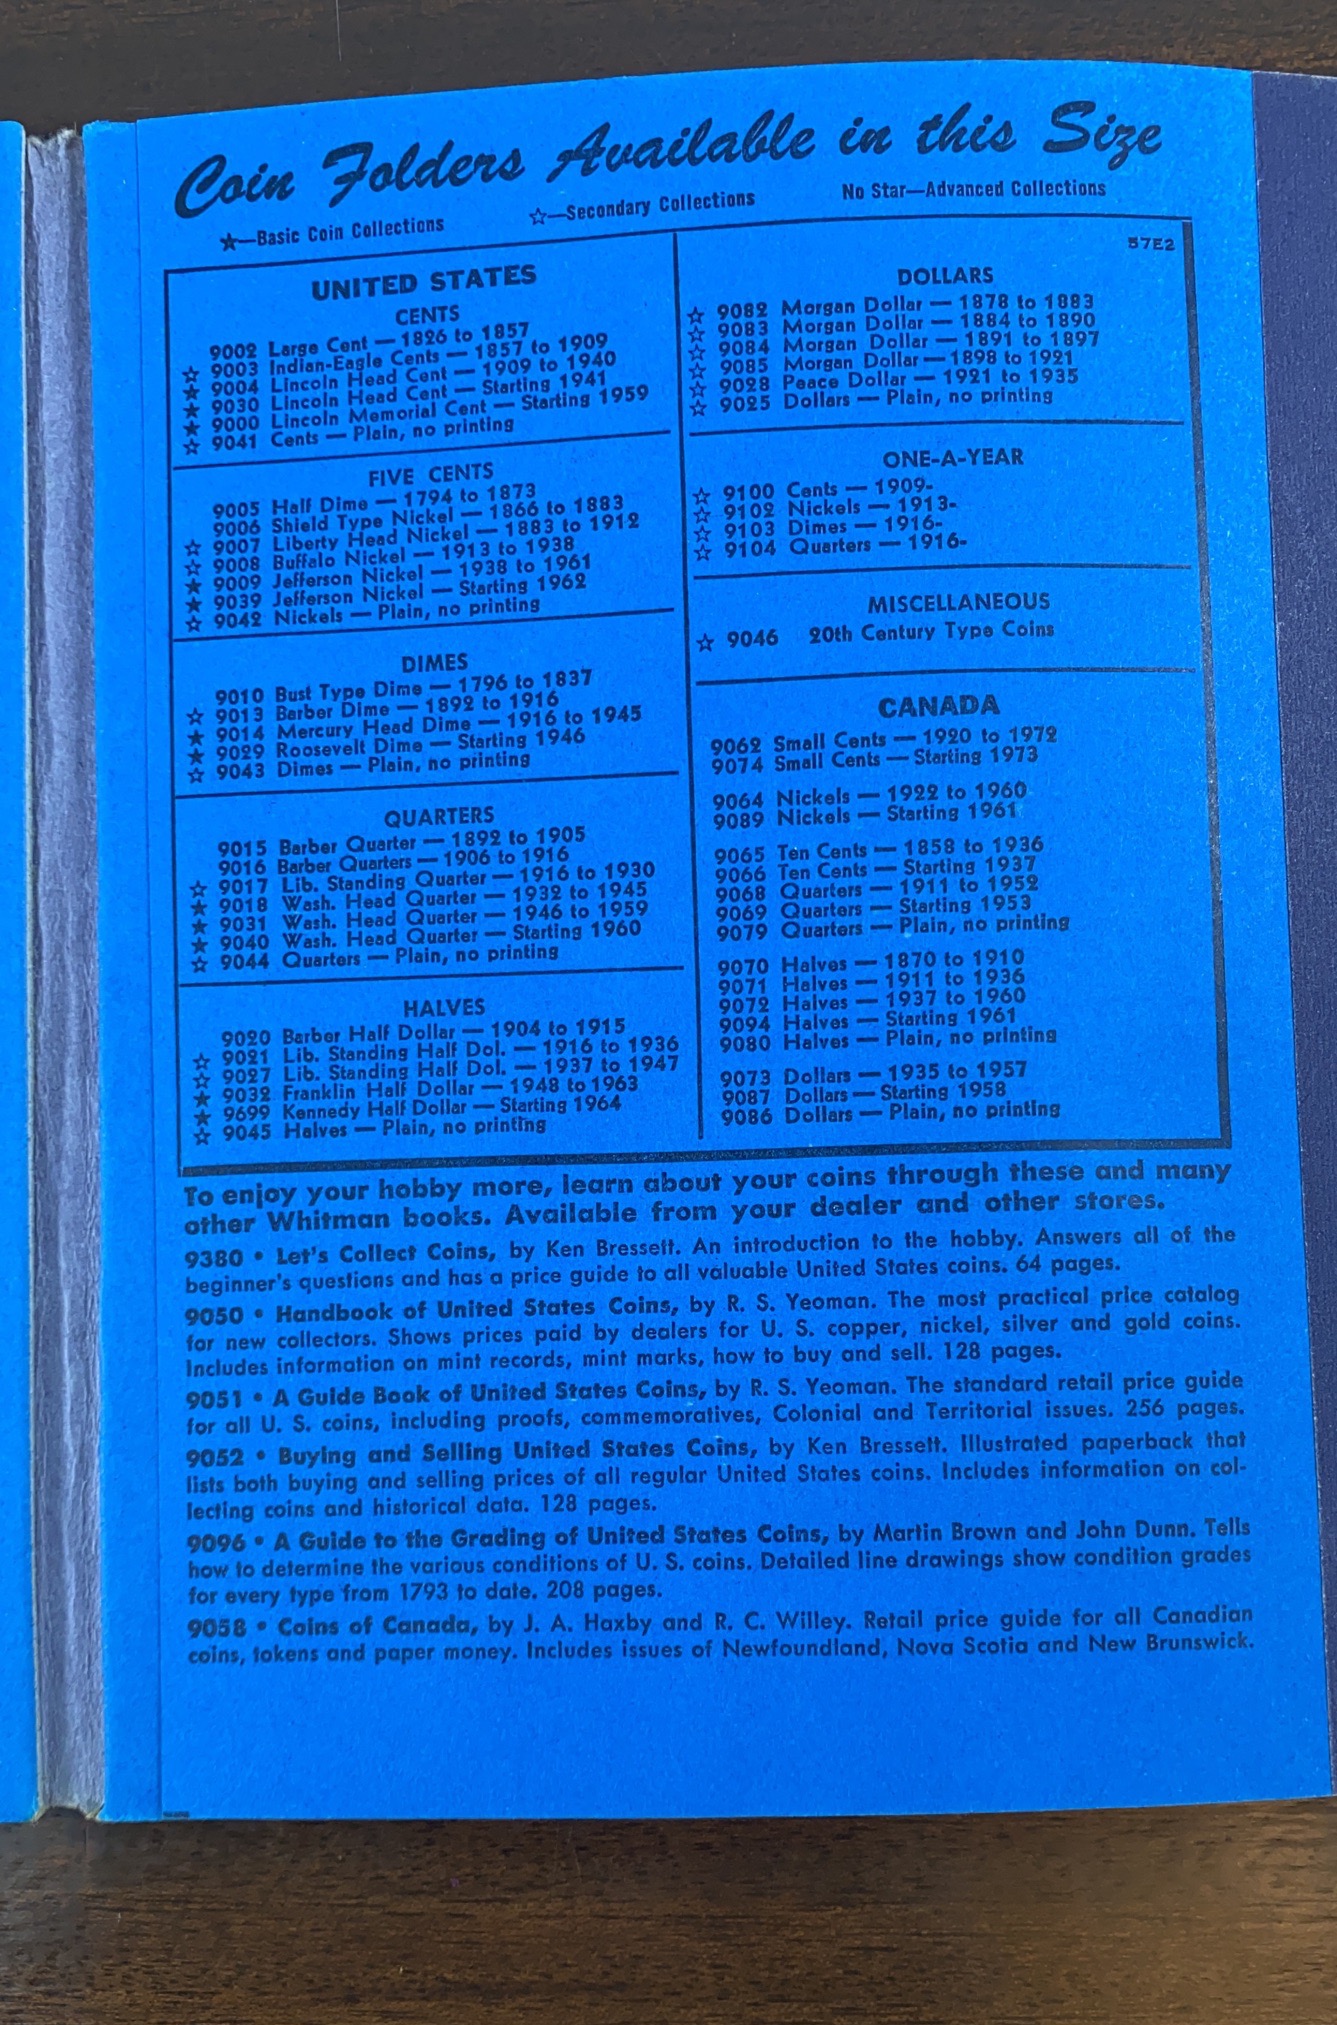 Coin Folders Available in this Size
★—Basic Coin Collections ☆—Secondary Collections No Star—Advanced Collections
UNITED STATES
CENTS
9002 Large Cent — 1826 to 1857
☆ 9003 Indian-Eagle Cents — 1857 to 1909
★ 9004 Lincoln Head Cent — 1909 to 1940
★ 9030 Lincoln Head Cent — Starting 1941
★ 9000 Lincoln Memorial Cent — Starting 1959
☆ 9041 Cents — Plain, no printing
FIVE CENTS
9005 Half Dime — 1794 to 1873
9006 Shield Type Nickel — 1866 to 1883
☆ 9007 Liberty Head Nickel — 1883 to 1912
☆ 9008 Buffalo Nickel — 1913 to 1938
★ 9009 Jefferson Nickel — 1938 to 1961
★ 9039 Jefferson Nickel — Starting 1962
☆ 9042 Nickels — Plain, no printing
DIMES
9010 Bust Type Dime — 1796 to 1837
☆ 9013 Barber Dime — 1892 to 1916
★ 9014 Mercury Head Dime — 1916 to 1945
★ 9029 Roosevelt Dime — Starting 1946
☆ 9043 Dimes — Plain, no printing
QUARTERS
9015 Barber Quarter — 1892 to 1905
9016 Barber Quarters — 1906 to 1916
☆ 9017 Lib. Standing Quarter — 1916 to 1930
★ 9018 Wash. Head Quarter — 1932 to 1945
★ 9031 Wash. Head Quarter — 1946 to 1959
★ 9040 Wash. Head Quarter — Starting 1960
☆ 9044 Quarters — Plain, no printing
HALVES
9020 Barber Half Dollar — 1904 to 1915
☆ 9021 Lib. Standing Half Dol. — 1916 to 1936
☆ 9027 Lib. Standing Half Dol. — 1937 to 1947
★ 9032 Franklin Half Dollar — 1948 to 1963
★ 9699 Kennedy Half Dollar — Starting 1964
☆ 9045 Halves — Plain, no printing
57E2
DOLLARS
☆ 9082 Morgan Dollar — 1878 to 1883
☆ 9083 Morgan Dollar — 1884 to 1890
☆ 9084 Morgan Dollar — 1891 to 1897
☆ 9085 Morgan Dollar — 1898 to 1921
☆ 9028 Peace Dollar — 1921 to 1935
☆ 9025 Dollars — Plain, no printing
ONE-A-YEAR
☆ 9100 Cents — 1909-
☆ 9102 Nickels — 1913-
☆ 9103 Dimes — 1916-
☆ 9104 Quarters — 1916-
MISCELLANEOUS
☆ 9046 20th Century Type Coins
CANADA
9062 Small Cents — 1920 to 1972
9074 Small Cents — Starting 1973
9064 Nickels — 1922 to 1960
9089 Nickels — Starting 1961
9065 Ten Cents — 1858 to 1936
9066 Ten Cents — Starting 1937
9068 Quarters — 1911 to 1952
9069 Quarters — Starting 1953
9079 Quarters — Plain, no printing
9070 Halves — 1870 to 1910
9071 Halves — 1911 to 1936
9072 Halves — 1937 to 1960
9094 Halves — Starting 1961
9080 Halves — Plain, no printing
9073 Dollars — 1935 to 1957
9087 Dollars — Starting 1958
9086 Dollars — Plain, no printing
To enjoy your hobby more, learn about your coins through these and many
other Whitman books. Available from your dealer and other stores.
9380 • Let's Collect Coins, by Ken Bressett. An introduction to the hobby. Answers all of the
beginner's questions and has a price guide to all valuable United States coins. 64 pages.
9050 • Handbook of United States Coins, by R. S. Yeoman. The most practical price catalog
for new collectors. Shows prices paid by dealers for U. S. copper, nickel, silver and gold coins.
Includes information on mint records, mint marks, how to buy and sell. 128 pages.
9051 • A Guide Book of United States Coins, by R. S. Yeoman. The standard retail price guide
for all U. S. coins, including proofs, commemoratives, Colonial and Territorial issues. 256 pages.
9052 • Buying and Selling United States Coins, by Ken Bressett. Illustrated paperback that
lists both buying and selling prices of all regular United States coins. Includes information on col-
lecting coins and historical data. 128 pages.
9096 • A Guide to the Grading of United States Coins, by Martin Brown and John Dunn. Tells
how to determine the various conditions of U. S. coins. Detailed line drawings show condition grades
for every type from 1793 to date. 208 pages.
9058 • Coins of Canada, by J. A. Haxby and R. C. Willey. Retail price guide for all Canadian
coins, tokens and paper money. Includes issues of Newfoundland, Nova Scotia and New Brunswick.